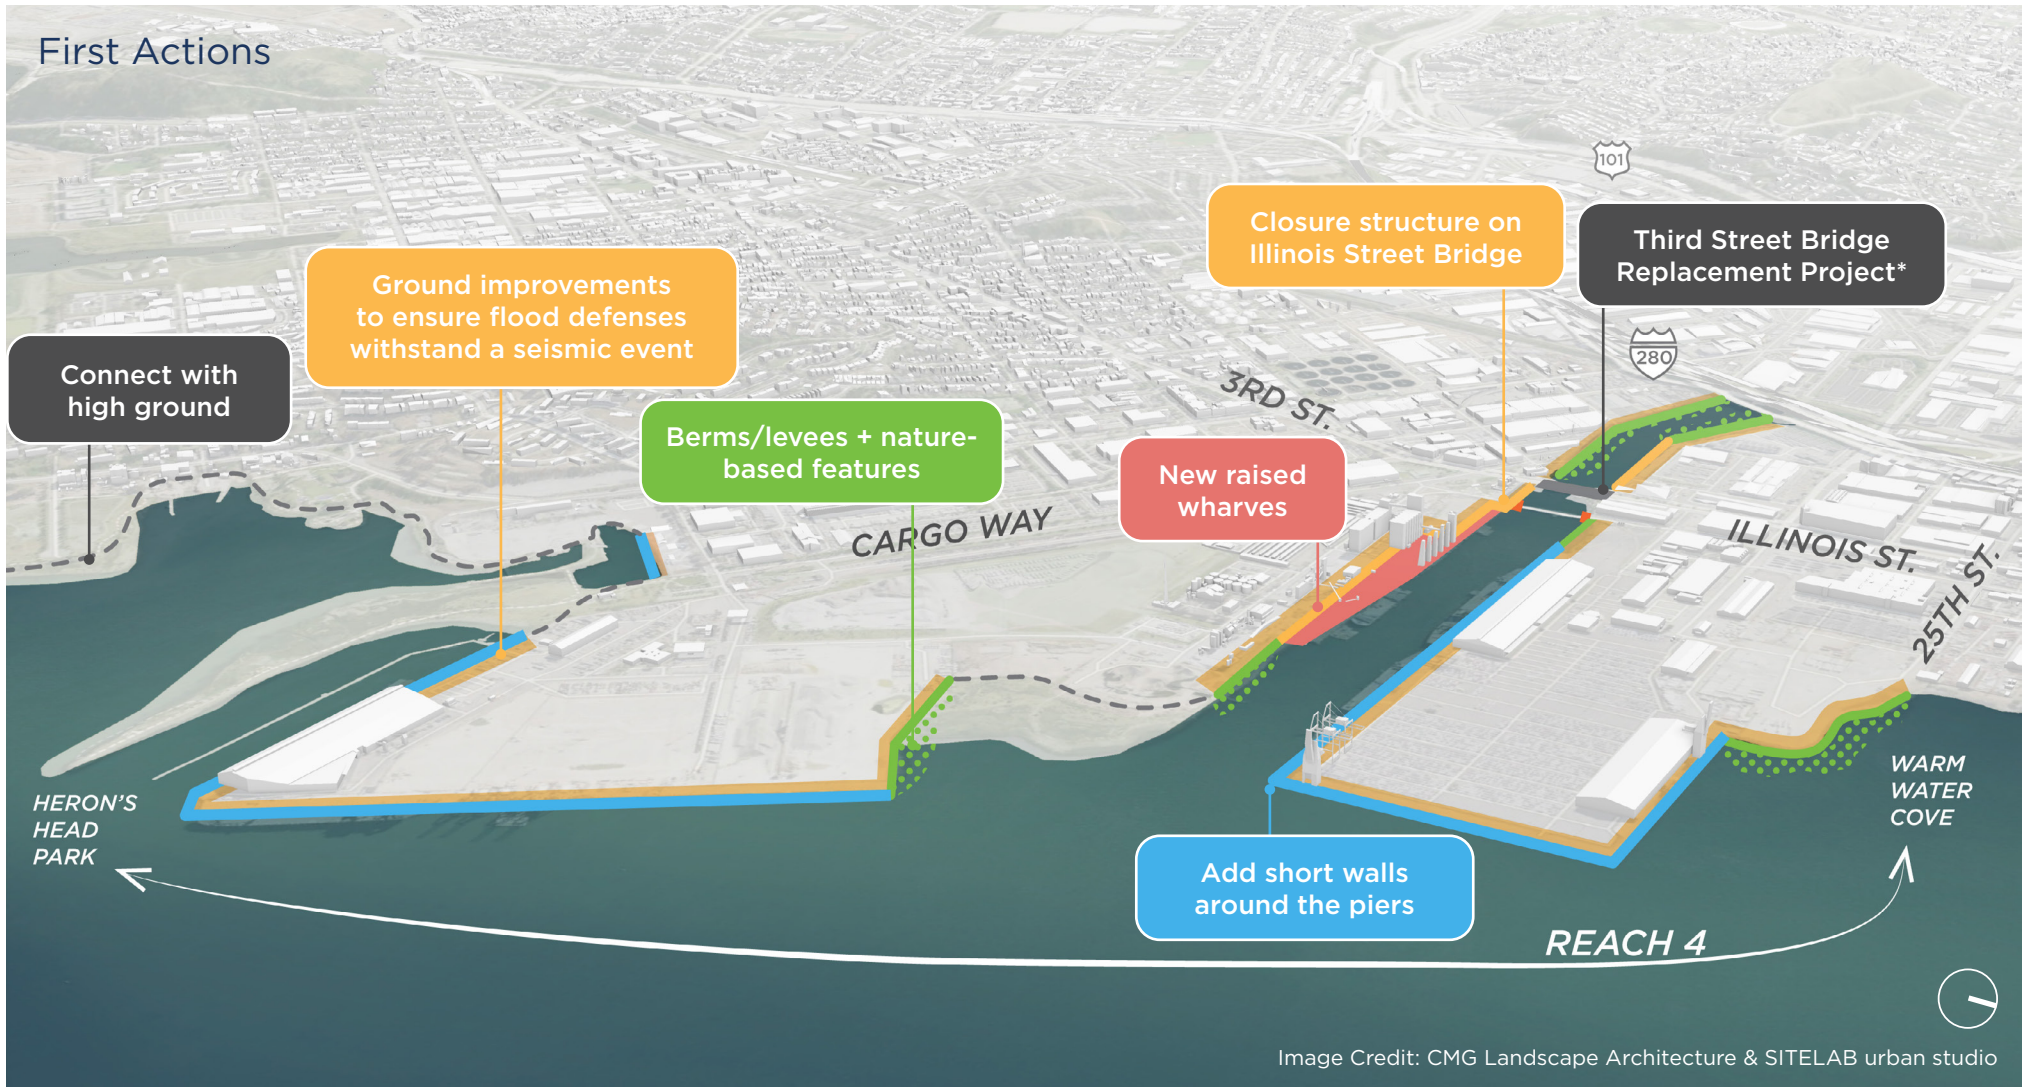 First Actions
101
Closure structure on
Illinois Street Bridge
Third Street Bridge
Replacement Project*
Ground improvements
to ensure flood defenses
withstand a seismic event
280
Connect with
high ground
3RD ST.
Berms/levees + nature-
based features
New raised
wharves
CARGO WAY
ILLINOIS ST.
25TH ST.
HERON'S
HEAD
PARK
WARM
WATER
COVE
Add short walls
around the piers
REACH 4
Image Credit: CMG Landscape Architecture & SITELAB urban studio